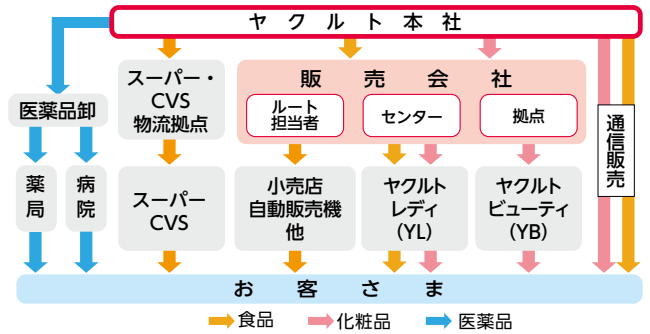 ヤクルト本社
医薬品卸
薬局
病院
スーパー・
CVS
物流拠点
スーパー
CVS
販売会社
ルート
担当者
センター
拠点
小売店
自動販売機
他
ヤクルト
レディ
(YL)
ヤクルト
ビューティ
(YB)
通信販売
お客さま
食品
化粧品
医薬品